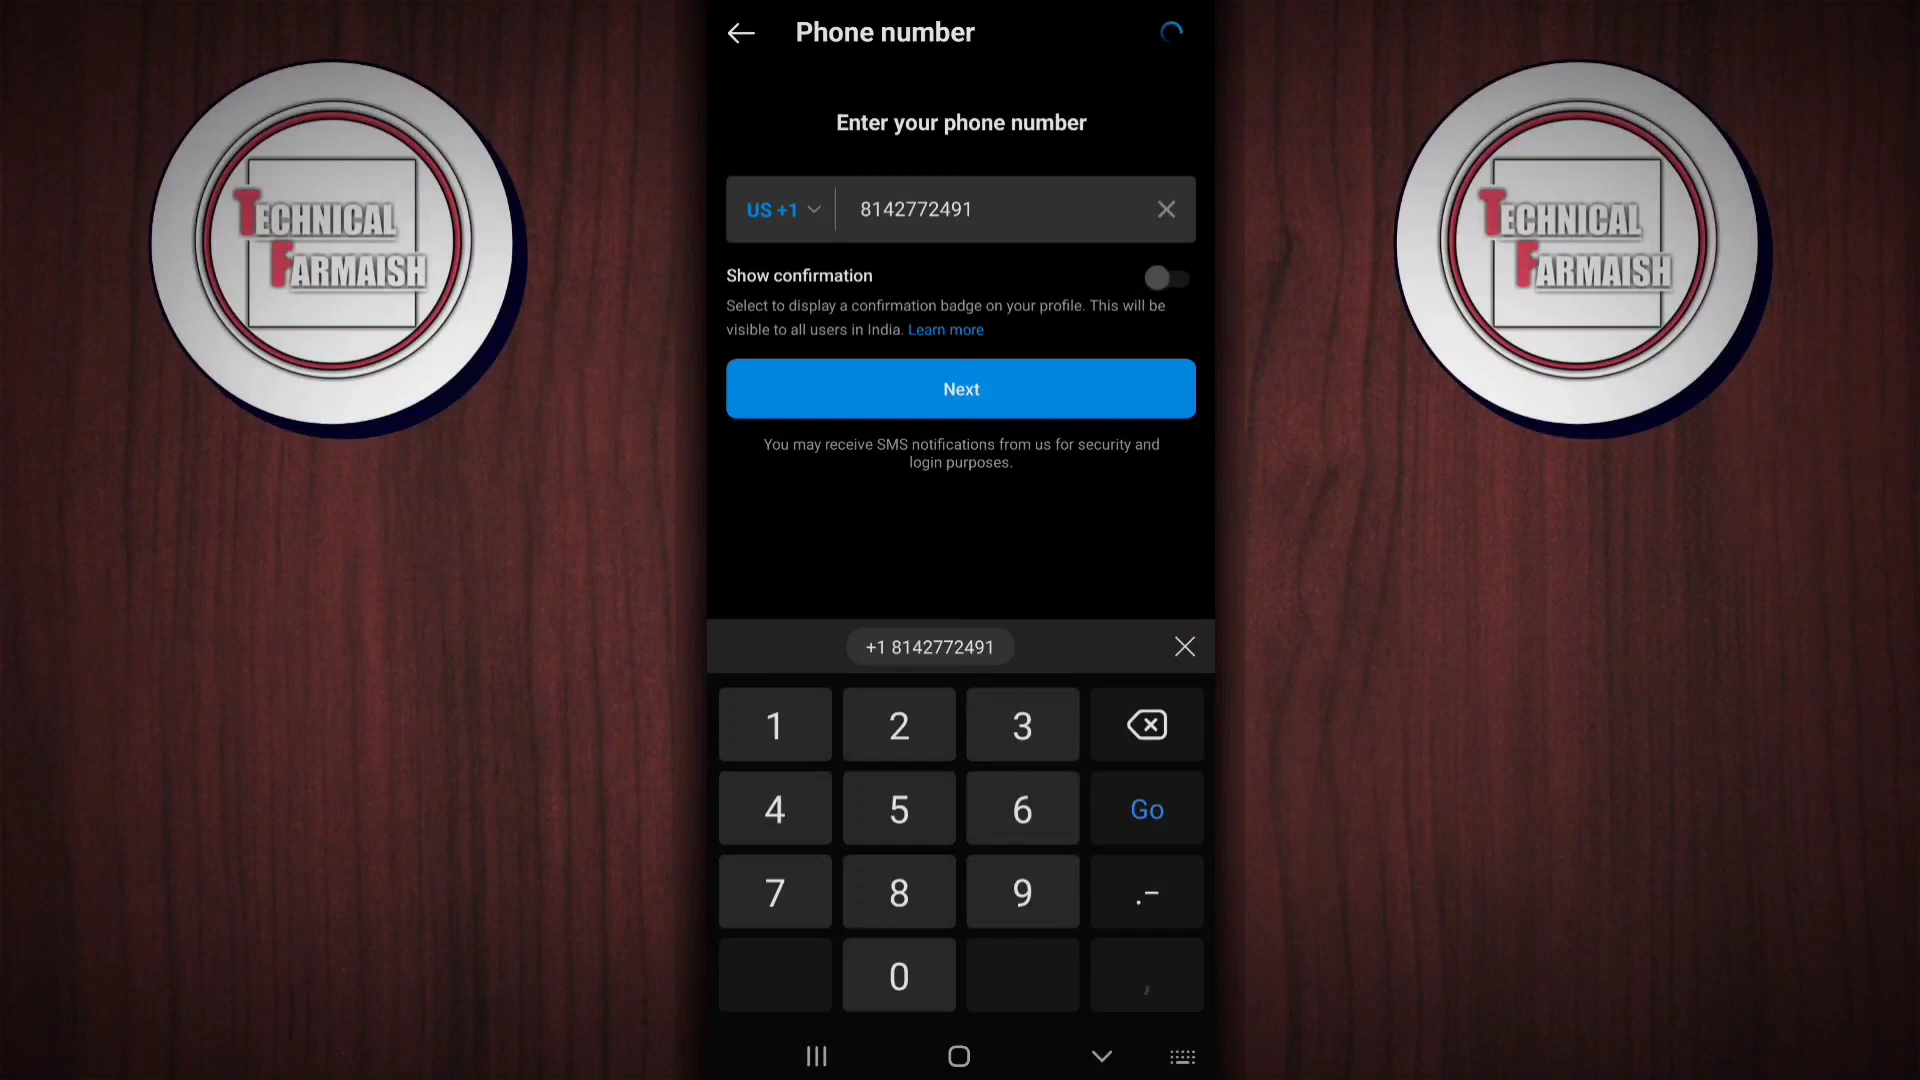 Phone number
Enter your phone number
US +1
8142772491
Show confirmation
Select to display a confirmation badge on your profile. This will be
visible to all users in India. Learn more
Next
You may receive SMS notifications from us for security and
login purposes.
+1 8142772491
1 2 3
4 5 6 Go
7 8 9 .-
0 ,
TECHNICAL
FARMAISH
TECHNICAL
FARMAISH